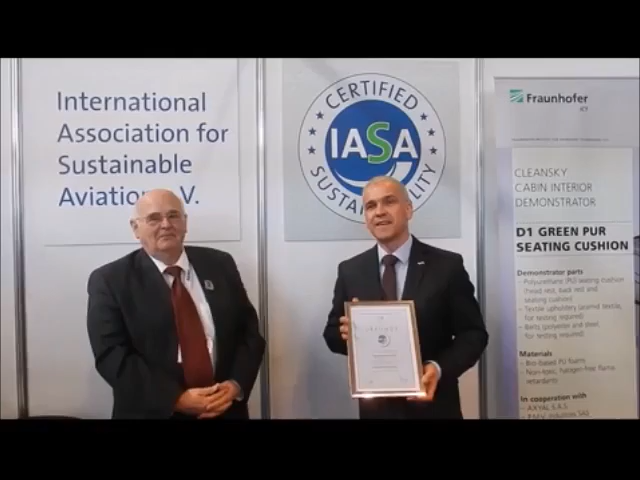 International
Association for
Sustainable
Aviation .V.
CERTIFIED
IASA
SUSTAINABILITY
Fraunhofer
ICT
CLEANSKY
CABIN INTERIOR
DEMONSTRATOR
D1 GREEN PUR
SEATING CUSHION
Demonstrator parts
- Polyurethane (PU) seating cushion
(head rest, back rest and
seating cushion)
- Textile upholstery (aramid textile,
for testing required)
- Belts (polyester and steel,
for testing required)
Materials
- Bio-based PU foams
- Non-toxic, halogen-free flame
retardants
In cooperation with
- AXYAL S.A.S